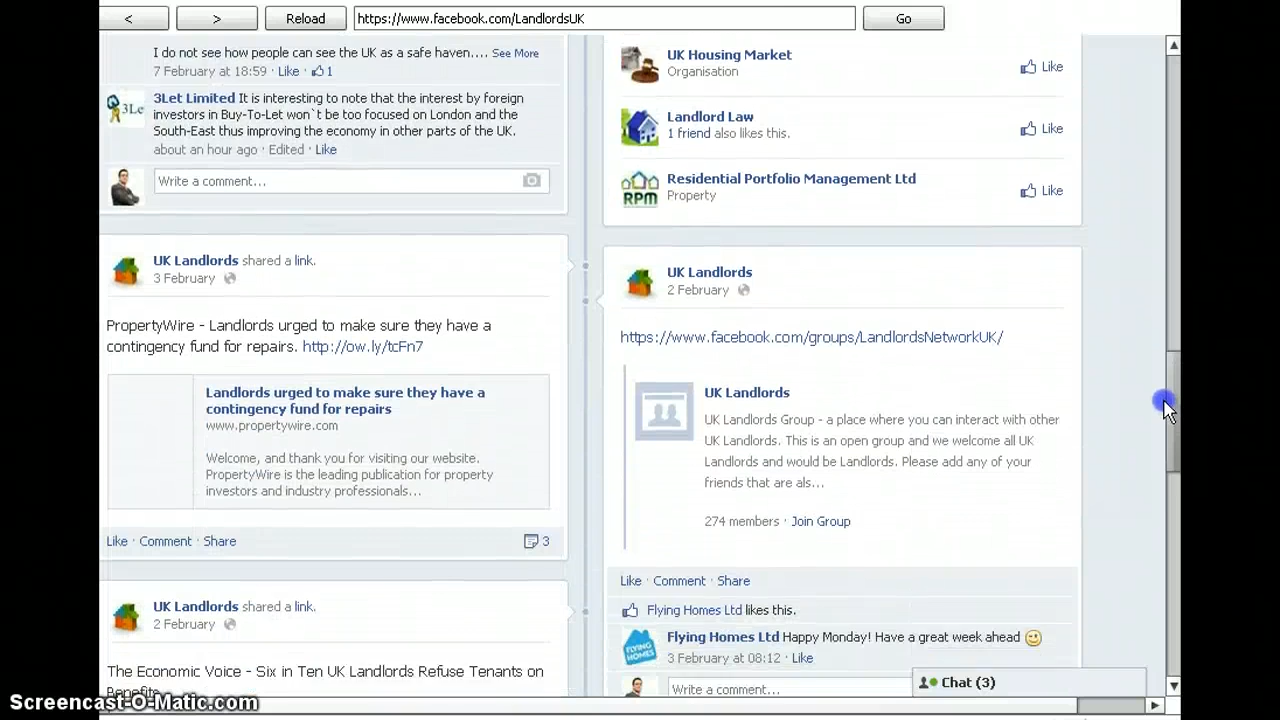 <
>
Reload
https://www.facebook.com/LandlordsUK
Go
I do not see how people can see the UK as a safe haven.... See More
7 February at 18:59 · Like · 1
3Le
3Let Limited It is interesting to note that the interest by foreign
investors in Buy-To-Let won`t be too focused on London and the
South-East thus improving the economy in other parts of the UK.
about an hour ago · Edited · Like
Write a comment...
UK Landlords shared a link.
3 February
PropertyWire - Landlords urged to make sure they have a
contingency fund for repairs. http://ow.ly/tcFn7
Landlords urged to make sure they have a
contingency fund for repairs
www.propertywire.com
Welcome, and thank you for visiting our website.
PropertyWire is the leading publication for property
investors and industry professionals...
Like · Comment · Share
3
UK Landlords shared a link.
2 February
The Economic Voice - Six in Ten UK Landlords Refuse Tenants on
Benefits
UK Housing Market
Organisation
Like
Landlord Law
1 friend also likes this.
Like
RPM
Residential Portfolio Management Ltd
Property
Like
UK Landlords
2 February
https://www.facebook.com/groups/LandlordsNetworkUK/
UK Landlords
UK Landlords Group - a place where you can interact with other
UK Landlords. This is an open group and we welcome all UK
Landlords and would be Landlords. Please add any of your
friends that are als...
274 members · Join Group
Like · Comment · Share
Flying Homes Ltd likes this.
FLYING
HOMES
Flying Homes Ltd Happy Monday! Have a great week ahead
3 February at 08:12 · Like
Write a comment...
Chat (3)
Screencast-O-Matic.com